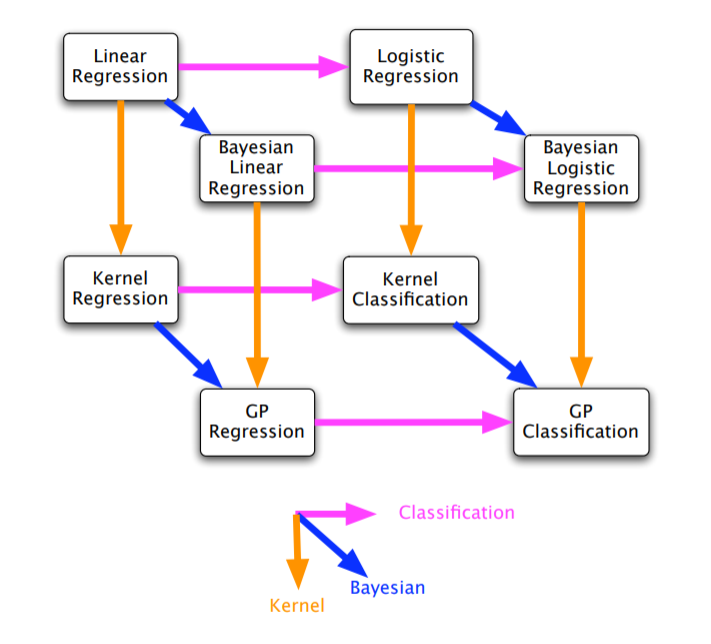 Linear
Regression
Logistic
Regression
Bayesian
Linear
Regression
Bayesian
Logistic
Regression
Kernel
Regression
Kernel
Classification
GP
Regression
GP
Classification
Classification
Bayesian
Kernel